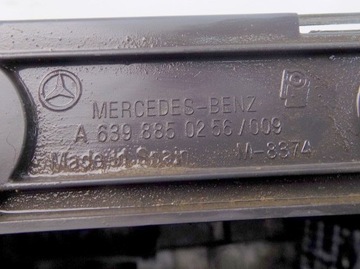 MERCEDES-BENZ
A 639 885 02 56 / 009
Made In Spain M-8374